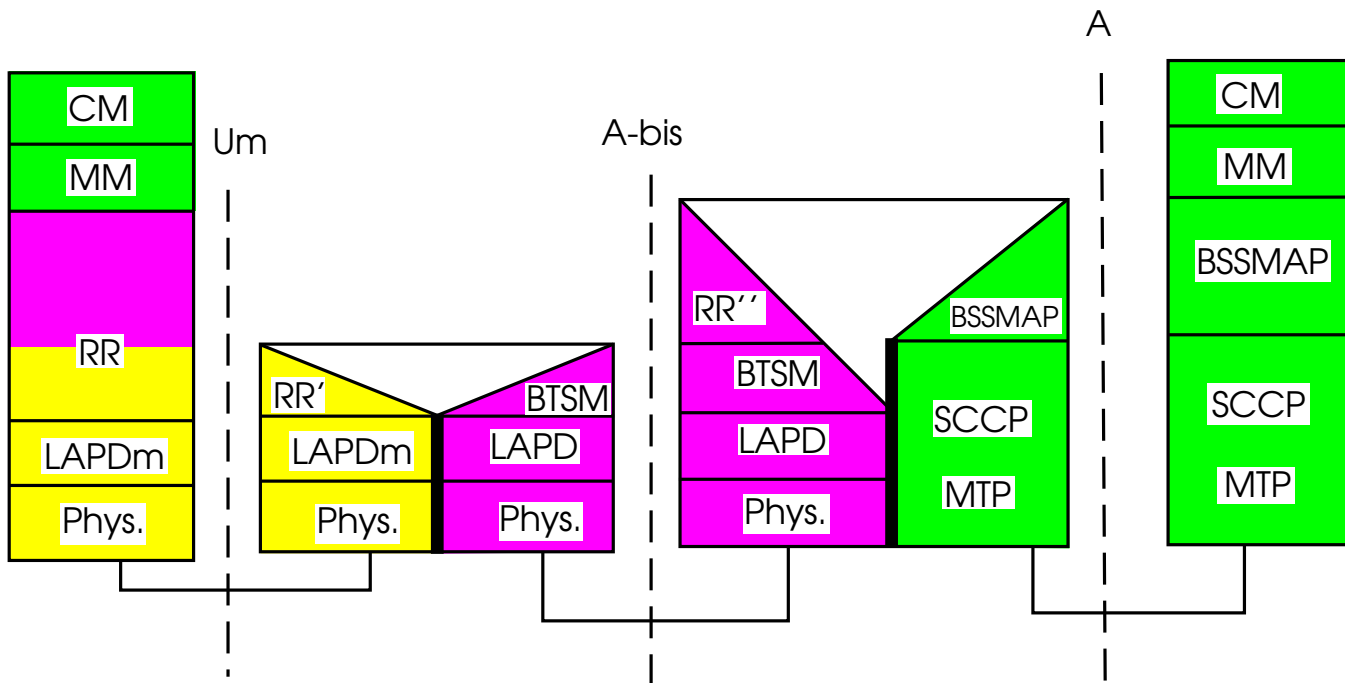 A
Um
A-bis
CM
MM
RR
LAPDm
Phys.
RR′
LAPDm
Phys.
BTSM
LAPD
Phys.
RR′′
BTSM
LAPD
Phys.
BSSMAP
SCCP
MTP
CM
MM
BSSMAP
SCCP
MTP